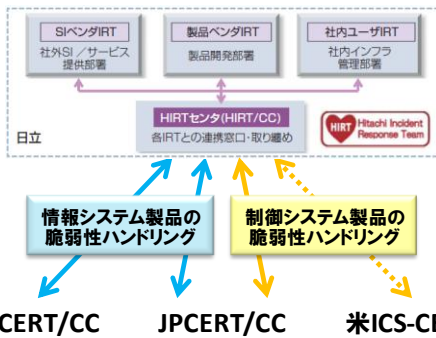 SIベンダIRT
社外SI／サービス
提供部署
製品ベンダIRT
製品開発部署
社内ユーザIRT
社内インフラ
管理部署
HIRTセンタ(HIRT/CC)
各IRTとの連携窓口・取り纏め
日立
HIRT
Hitachi Incident
Response Team
情報システム製品の
脆弱性ハンドリング
制御システム製品の
脆弱性ハンドリング
CERT/CC
JPCERT/CC
米ICS-CE